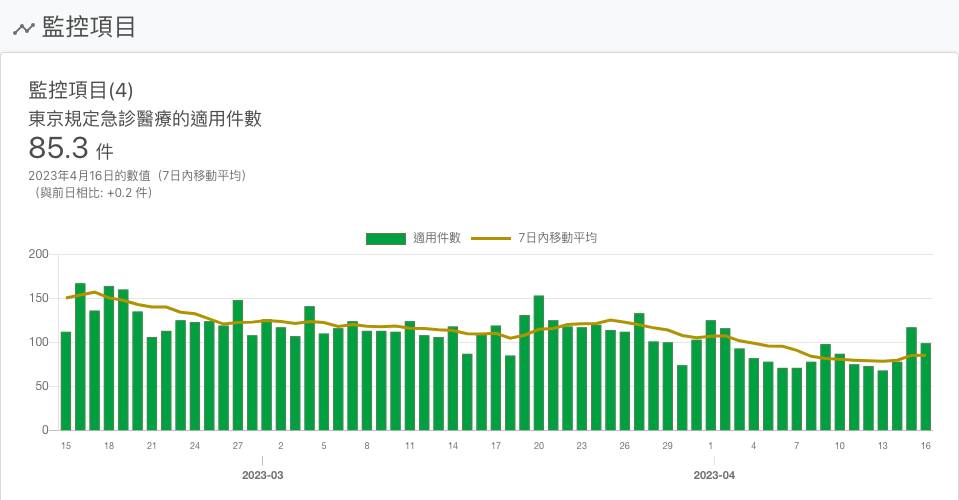 監控項目
監控項目(4)
東京規定急診醫療的適用件數
85.3 件
2023年4月16日的數值（7日內移動平均）
（與前日相比: +0.2 件）
適用件數 7日內移動平均
200
150
100
50
0
15 18 21 24 27 2 5 8 11 14 17 20 23 26 29 1 4 7 10 13 16
2023-03 2023-04